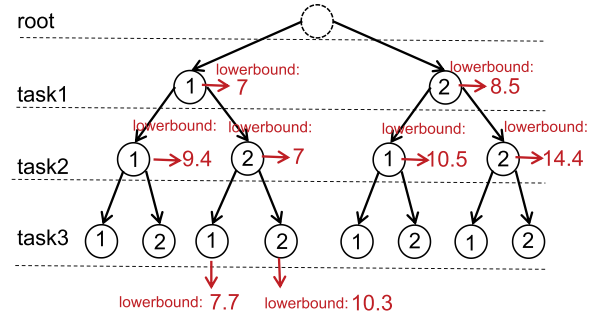 root
lowerbound: lowerbound:
task1 1 7 2 8.5
lowerbound: lowerbound: lowerbound: lowerbound:
task2 1 9.4 2 7 1 10.5 2 14.4
task3 1 2 1 2 1 2 1 2
lowerbound: 7.7 lowerbound: 10.3